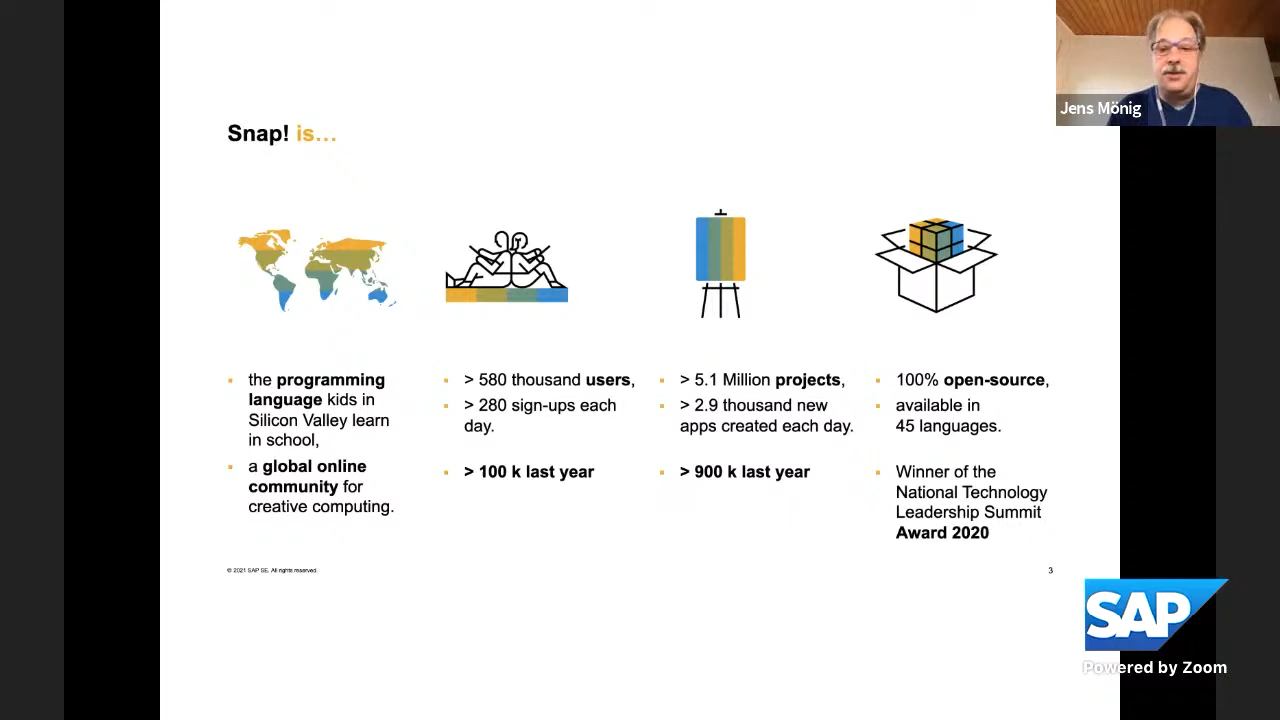 Jens Mönig
Snap! is…
the programming
language kids in
Silicon Valley learn
in school,
a global online
community for
creative computing.
> 580 thousand users,
> 280 sign-ups each
day.
> 100 k last year
> 5.1 Million projects,
> 2.9 thousand new
apps created each day.
> 900 k last year
100% open-source,
available in
45 languages.
Winner of the
National Technology
Leadership Summit
Award 2020
© 2021 SAP SE. All rights reserved.
3
SAP
Powered by Zoom